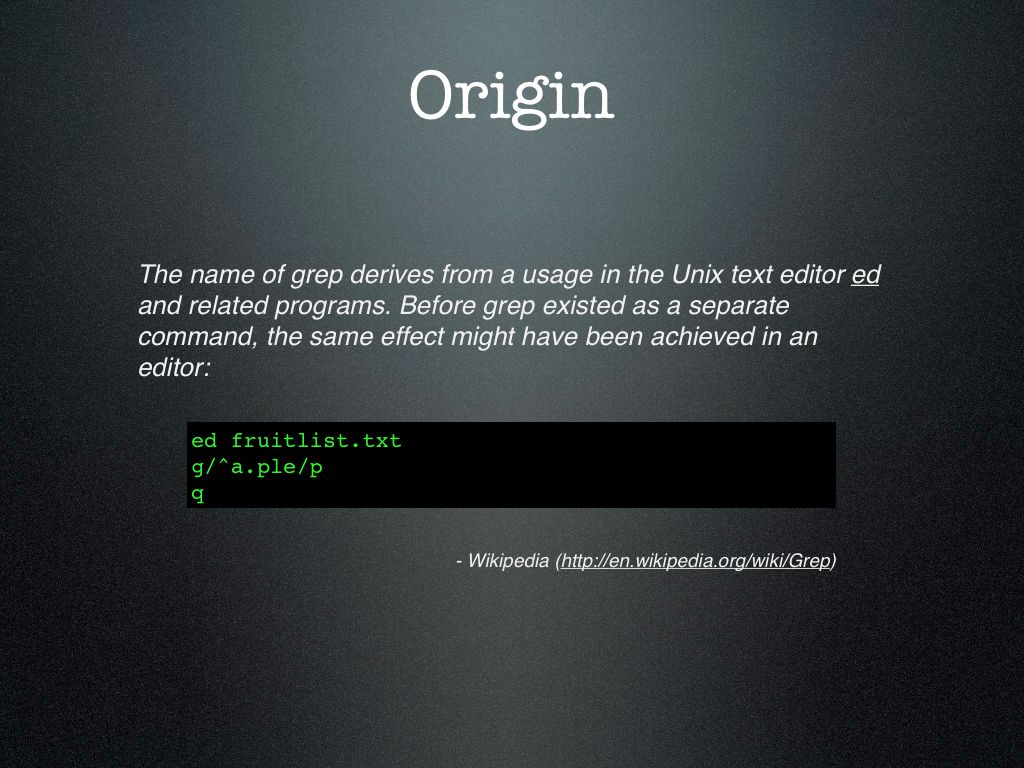 Origin
The name of grep derives from a usage in the Unix text editor ed
and related programs. Before grep existed as a separate
command, the same effect might have been achieved in an
editor:
ed fruitlist.txt
g/^a.ple/p
q
- Wikipedia (http://en.wikipedia.org/wiki/Grep)